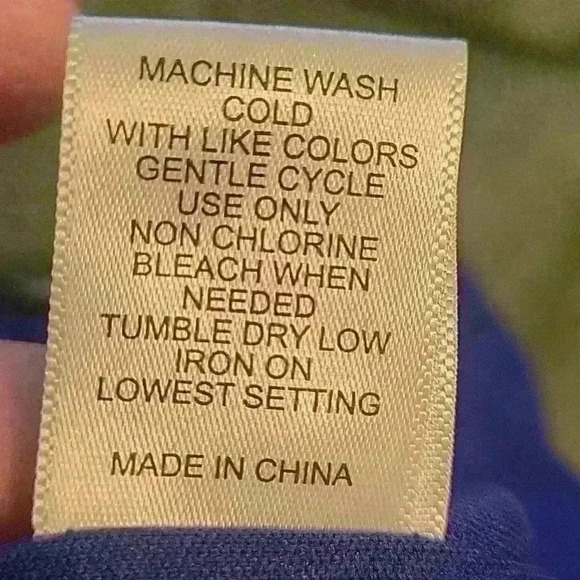 MACHINE WASH
COLD
WITH LIKE COLORS
GENTLE CYCLE
USE ONLY
NON CHLORINE
BLEACH WHEN
NEEDED
TUMBLE DRY LOW
IRON ON
LOWEST SETTING
MADE IN CHINA